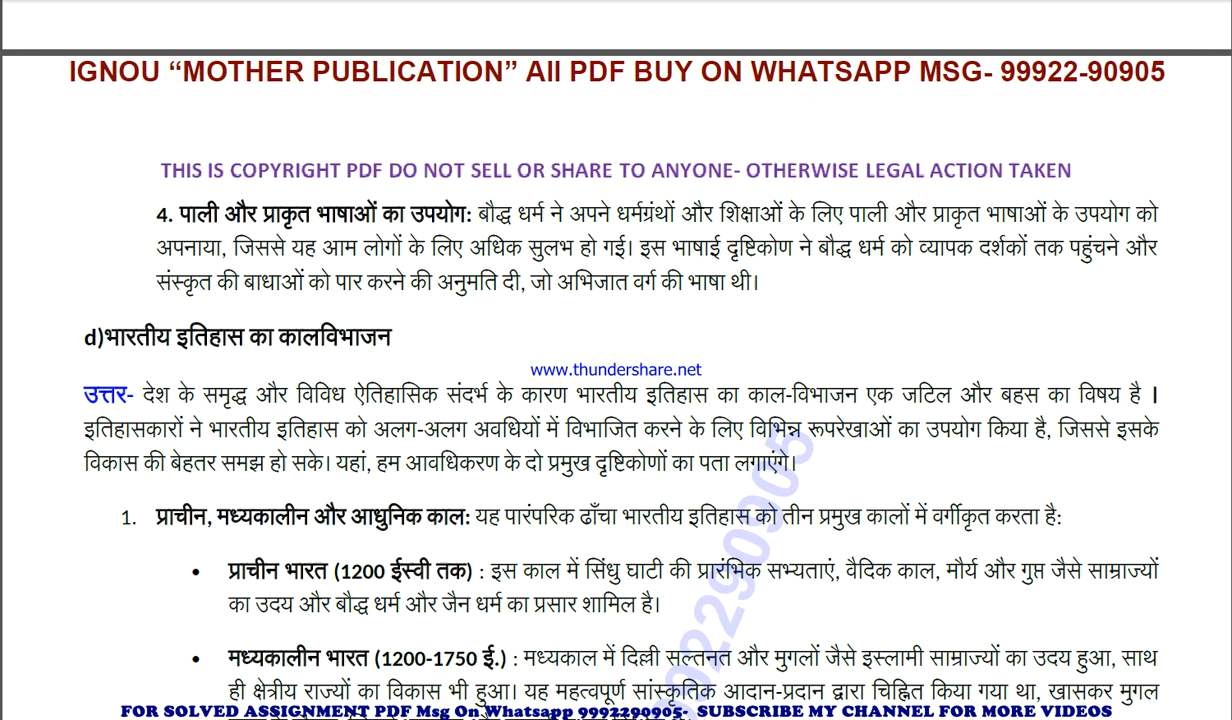 IGNOU “MOTHER PUBLICATION” All PDF BUY ON WHATSAPP MSG- 99922-90905
THIS IS COPYRIGHT PDF DO NOT SELL OR SHARE TO ANYONE- OTHERWISE LEGAL ACTION TAKEN
4. पाली और प्राकृत भाषाओं का उपयोग: बौद्ध धर्म ने अपने धर्मग्रंथों और शिक्षाओं के लिए पाली और प्राकृत भाषाओं के उपयोग को
अपनाया, जिससे यह आम लोगों के लिए अधिक सुलभ हो गई। इस भाषाई दृष्टिकोण ने बौद्ध धर्म को व्यापक दर्शकों तक पहुंचने और
संस्कृत की बाधाओं को पार करने की अनुमति दी, जो अभिजात वर्ग की भाषा थी।
d)भारतीय इतिहास का कालविभाजन
www.thundershare.net
उत्तर- देश के समृद्ध और विविध ऐतिहासिक संदर्भ के कारण भारतीय इतिहास का काल-विभाजन एक जटिल और बहस का विषय है ।
इतिहासकारों ने भारतीय इतिहास को अलग-अलग अवधियों में विभाजित करने के लिए विभिन्न रूपरेखाओं का उपयोग किया है, जिससे इसके
विकास की बेहतर समझ हो सके। यहां, हम आवधिकरण के दो प्रमुख दृष्टिकोणों का पता लगाएंगे।
1. प्राचीन, मध्यकालीन और आधुनिक काल: यह पारंपरिक ढाँचा भारतीय इतिहास को तीन प्रमुख कालों में वर्गीकृत करता है:
• प्राचीन भारत (1200 ईस्वी तक) : इस काल में सिंधु घाटी की प्रारंभिक सभ्यताएं, वैदिक काल, मौर्य और गुप्त जैसे साम्राज्यों
का उदय और बौद्ध धर्म और जैन धर्म का प्रसार शामिल है।
• मध्यकालीन भारत (1200-1750 ई.) : मध्यकाल में दिल्ली सल्तनत और मुगलों जैसे इस्लामी साम्राज्यों का उदय हुआ, साथ
ही क्षेत्रीय राज्यों का विकास भी हुआ। यह महत्वपूर्ण सांस्कृतिक आदान-प्रदान द्वारा चिह्नित किया गया था, खासकर मुगल
FOR SOLVED ASSIGNMENT PDF Msg On Whatsapp 9992290905- SUBSCRIBE MY CHANNEL FOR MORE VIDEOS